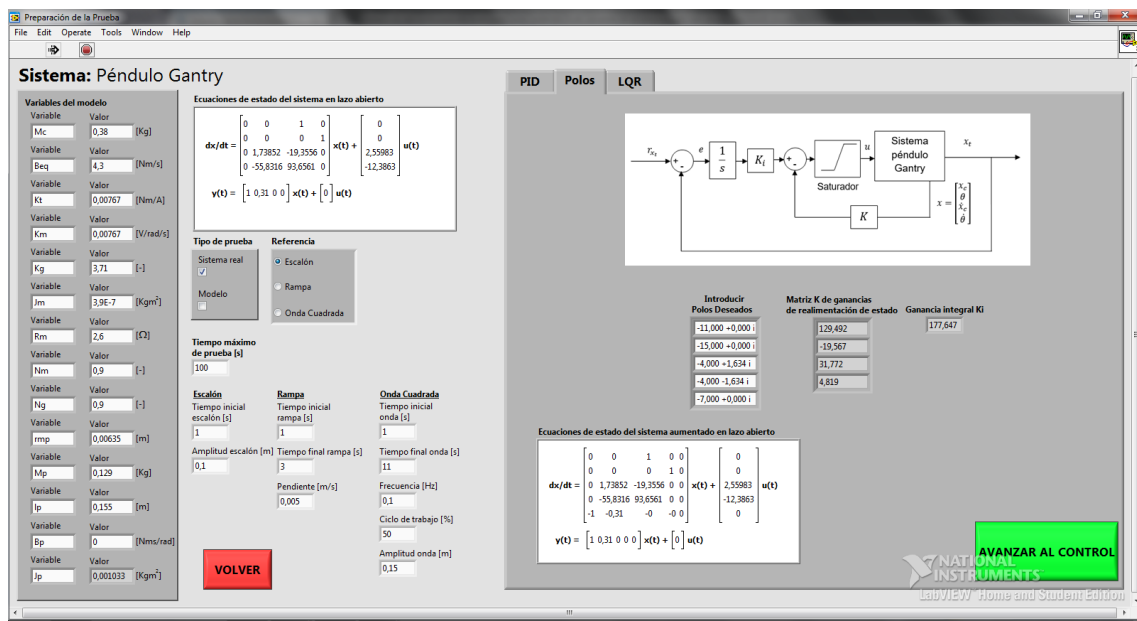 Preparación de la Prueba
File Edit Operate Tools Window Help
Sistema: Péndulo Gantry
Variables del modelo
Variable Valor
Mc 0,38 [Kg]
Variable Valor
Beq 4,3 [Nm/s]
Variable Valor
Kt 0,00767 [Nm/A]
Variable Valor
Km 0,00767 [V/rad/s]
Variable Valor
Kg 3,71 [-]
Variable Valor
Jm 3,9E-7 [Kgm²]
Variable Valor
Rm 2,6 [Ω]
Variable Valor
Nm 0,9 [-]
Variable Valor
Ng 0,9 [-]
Variable Valor
rmp 0,00635 [m]
Variable Valor
Mp 0,129 [Kg]
Variable Valor
lp 0,155 [m]
Variable Valor
Bp 0 [Nms/rad]
Variable Valor
Jp 0,001033 [Kgm²]
Ecuaciones de estado del sistema en lazo abierto
0 0 1 0 0
0 0 0 1 0
dx/dt = x(t) + u(t)
0 1,73852 -19,3556 0 2,55983
0 -55,8316 93,6561 0 -12,3863
y(t) = [1 0,31 0 0] x(t) + [0] u(t)
Tipo de prueba
Sistema real
Modelo
Referencia
Escalón
Rampa
Onda Cuadrada
Tiempo máximo
de prueba [s]
100
Escalón
Tiempo inicial
escalón [s]
1
Amplitud escalón [m]
0,1
Rampa
Tiempo inicial
rampa [s]
1
Tiempo final rampa [s]
3
Pendiente [m/s]
0,005
Onda Cuadrada
Tiempo inicial
onda [s]
1
Tiempo final onda [s]
11
Frecuencia [Hz]
0,1
Ciclo de trabajo [%]
50
Amplitud onda [m]
0,15
VOLVER
PID Polos LQR
r_{x_t} + - e 1/s K_i + - Saturador u Sistema péndulo Gantry x_t
K
x = [x_c θ ẋ_c θ̇]
Introducir
Polos Deseados
-11,000 +0,000 i
-15,000 +0,000 i
-4,000 +1,634 i
-4,000 -1,634 i
-7,000 +0,000 i
Matriz K de ganancias
de realimentación de estado
129,492
-19,567
31,772
4,819
Ganancia integral Ki
177,647
Ecuaciones de estado del sistema aumentado en lazo abierto
0 0 1 0 0 0
0 0 0 1 0 0
dx/dt = 0 1,73852 -19,3556 0 0 x(t) + 2,55983 u(t)
0 -55,8316 93,6561 0 0 -12,3863
-1 -0,31 -0 -0 0 0
y(t) = [1 0,31 0 0 0] x(t) + [0] u(t)
AVANZAR AL CONTROL
NATIONAL
INSTRUMENTS
LabVIEW™ Home and Student Edition